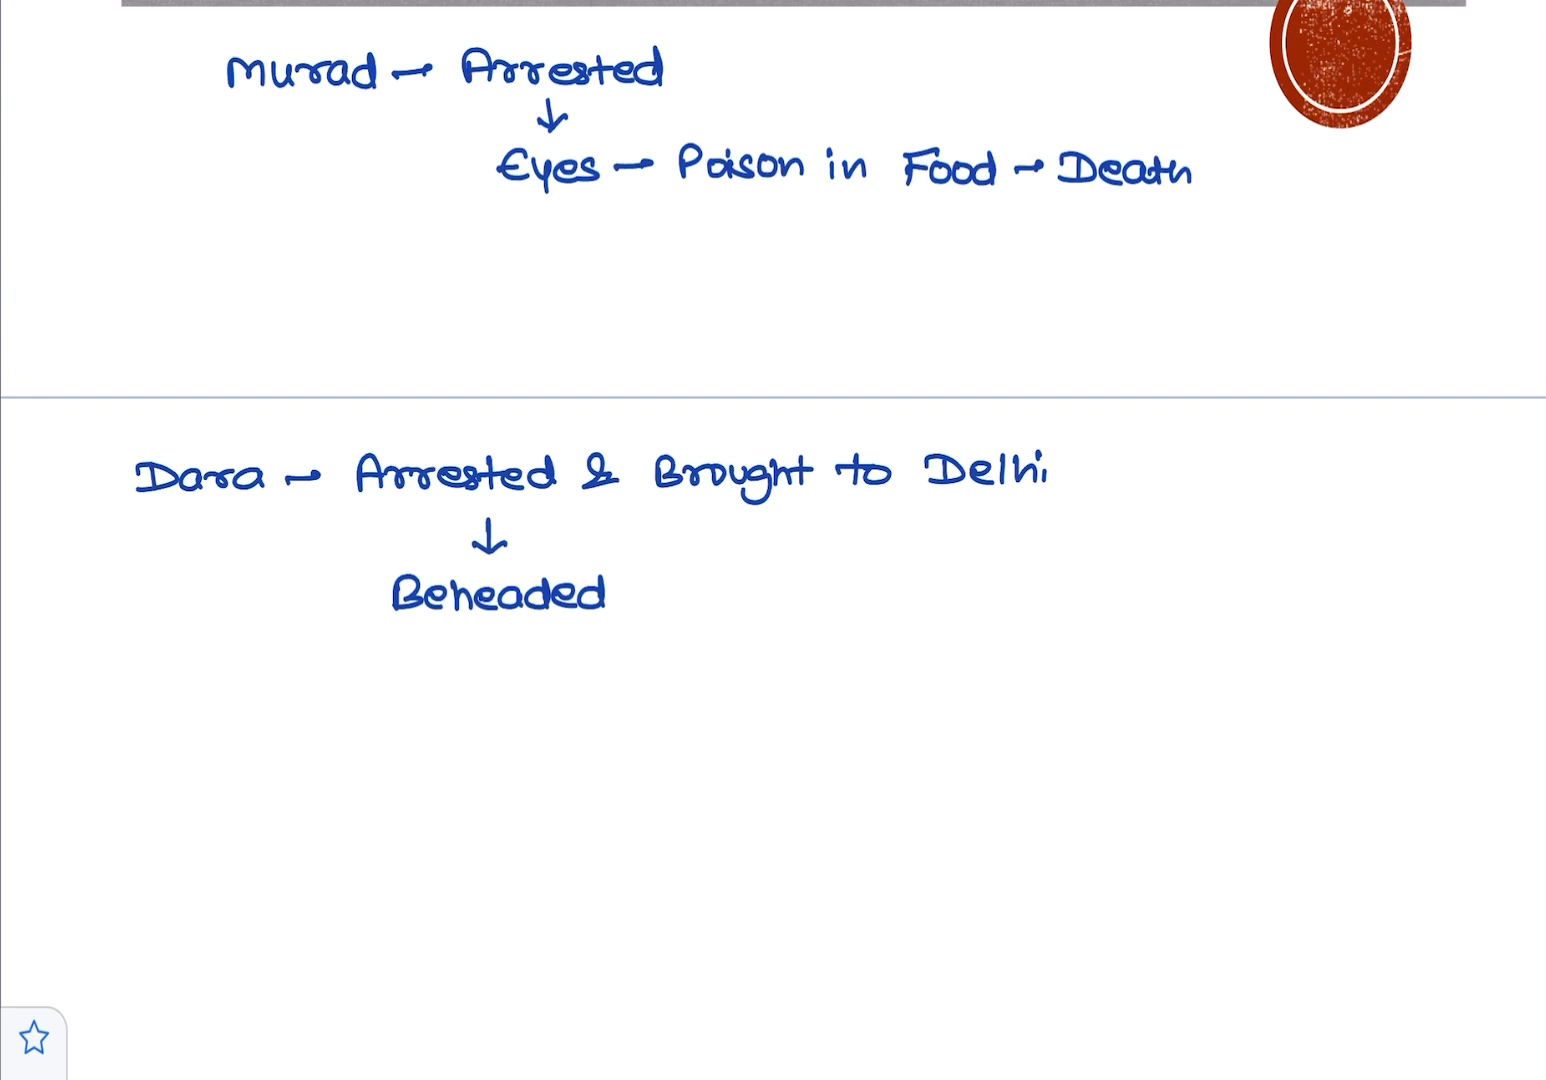 Murad → Arrested
↓
Eyes → Poison in Food → Death
Dara → Arrested & Brought to Delhi
↓
Beheaded